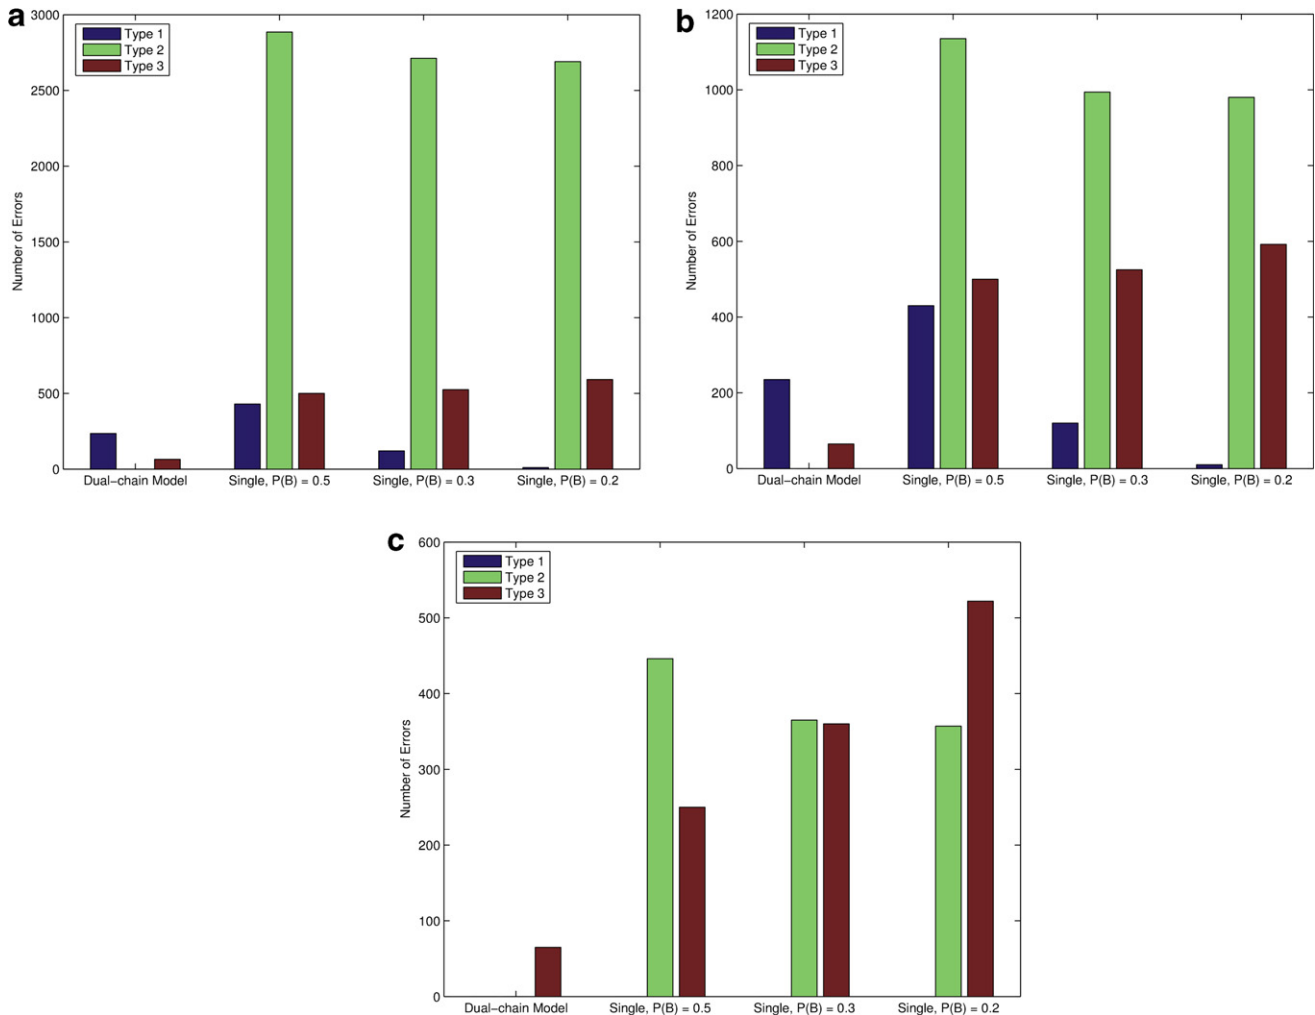 a
Type 1
Type 2
Type 3
3000
2500
2000
1500
1000
500
0
Number of Errors
Dual-chain Model
Single, P(B) = 0.5
Single, P(B) = 0.3
Single, P(B) = 0.2
b
Type 1
Type 2
Type 3
1200
1000
800
600
400
200
0
Number of Errors
Dual-chain Model
Single, P(B) = 0.5
Single, P(B) = 0.3
Single, P(B) = 0.2
c
Type 1
Type 2
Type 3
600
500
400
300
200
100
0
Number of Errors
Dual-chain Model
Single, P(B) = 0.5
Single, P(B) = 0.3
Single, P(B) = 0.2